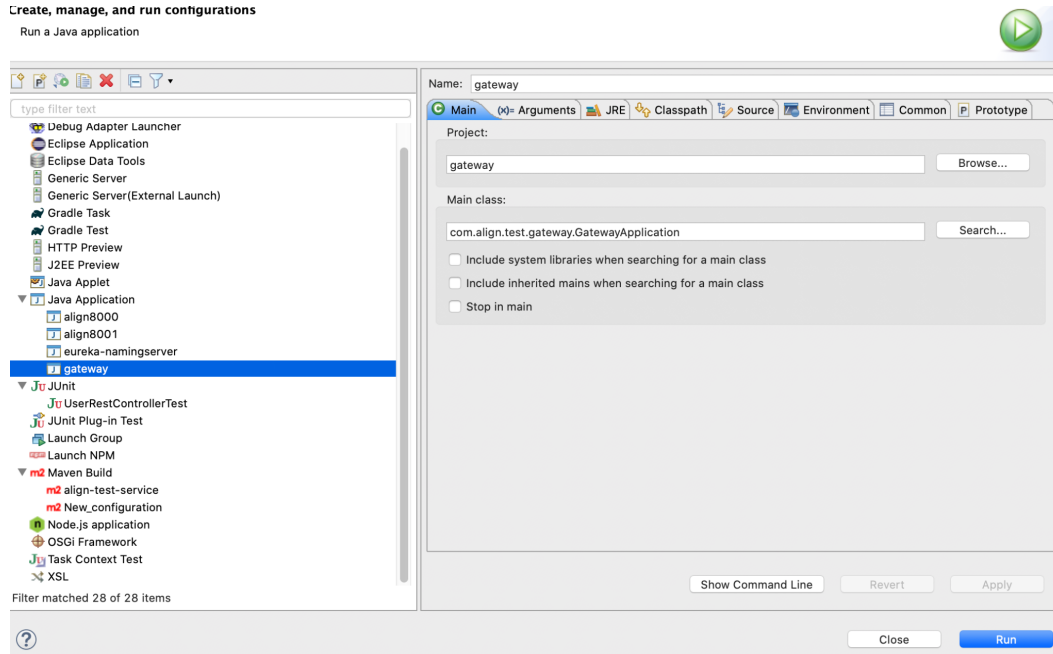 Create, manage, and run configurations
Run a Java application
type filter text
Debug Adapter Launcher
Eclipse Application
Eclipse Data Tools
Generic Server
Generic Server(External Launch)
Gradle Task
Gradle Test
HTTP Preview
J2EE Preview
Java Applet
Java Application
align8000
align8001
eureka-namingserver
gateway
JUnit
UserRestControllerTest
JUnit Plug-in Test
Launch Group
Launch NPM
Maven Build
align-test-service
New_configuration
Node.js application
OSGi Framework
Task Context Test
XSL
Filter matched 28 of 28 items
Name: gateway
Main (x)= Arguments JRE Classpath Source Environment Common Prototype
Project:
gateway Browse...
Main class:
com.align.test.gateway.GatewayApplication Search...
Include system libraries when searching for a main class
Include inherited mains when searching for a main class
Stop in main
Show Command Line Revert Apply
? Close Run